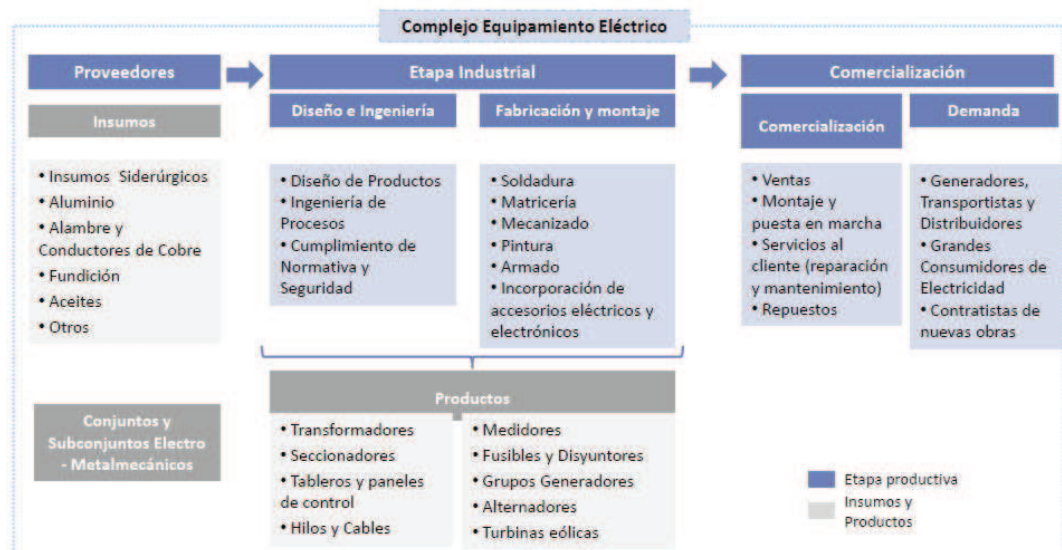 Complejo Equipamiento Eléctrico
Proveedores
Insumos
• Insumos Siderúrgicos
• Aluminio
• Alambre y
Conductores de Cobre
• Fundición
• Aceites
• Otros
Conjuntos y
Subconjuntos Electro
- Metalmecánicos
Etapa Industrial
Diseño e Ingeniería
• Diseño de Productos
• Ingeniería de
Procesos
• Cumplimiento de
Normativa y
Seguridad
Fabricación y montaje
• Soldadura
• Matricería
• Mecanizado
• Pintura
• Armado
• Incorporación de
accesorios eléctricos y
electrónicos
Productos
• Transformadores
• Seccionadores
• Tableros y paneles
de control
• Hilos y Cables
• Medidores
• Fusibles y Disyuntores
• Grupos Generadores
• Alternadores
• Turbinas eólicas
Comercialización
Comercialización
• Ventas
• Montaje y
puesta en marcha
• Servicios al
cliente (reparación
y mantenimiento)
• Repuestos
Demanda
• Generadores,
Transportistas y
Distribuidores
• Grandes
Consumidores de
Electricidad
• Contratistas de
nuevas obras
Etapa productiva
Insumos y
Productos